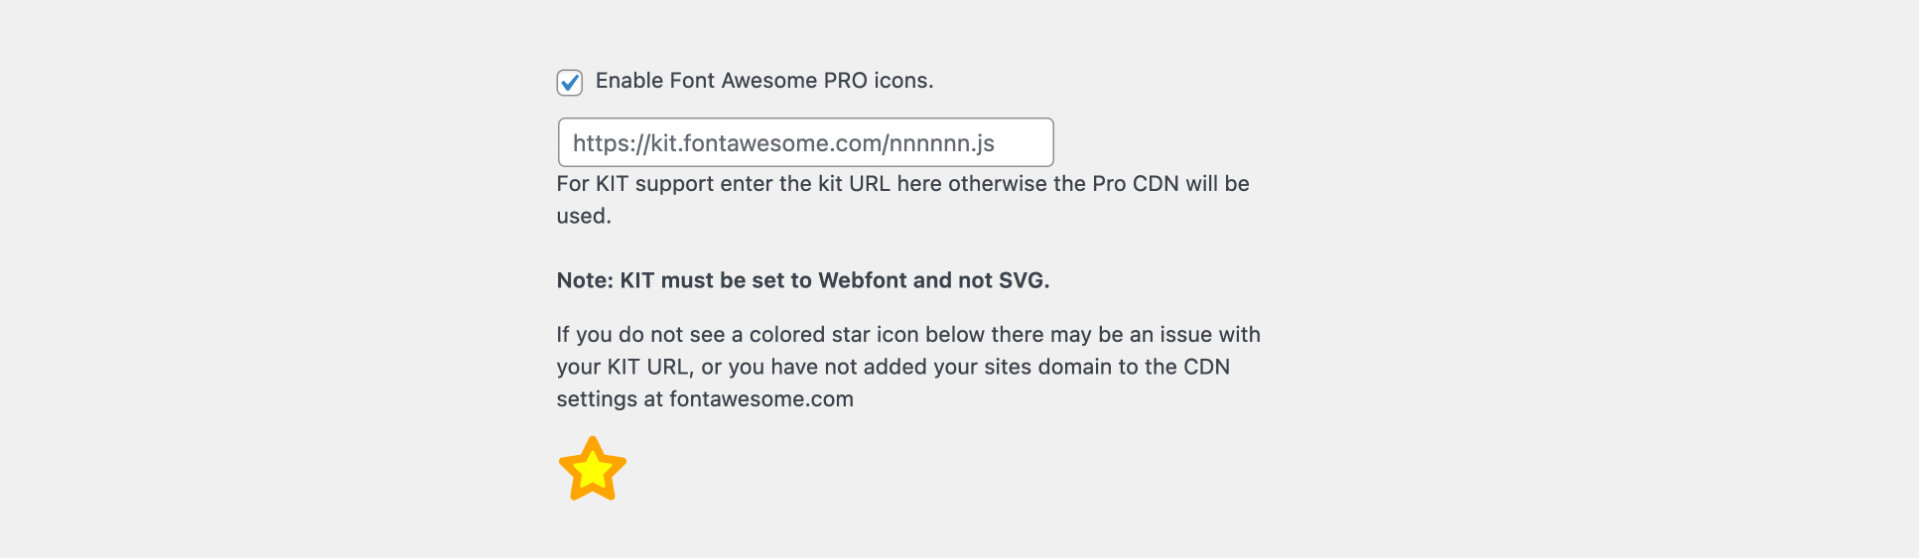 Enable Font Awesome PRO icons.
https://kit.fontawesome.com/nnnnnn.js
For KIT support enter the kit URL here otherwise the Pro CDN will be
used.
Note: KIT must be set to Webfont and not SVG.
If you do not see a colored star icon below there may be an issue with
your KIT URL, or you have not added your sites domain to the CDN
settings at fontawesome.com